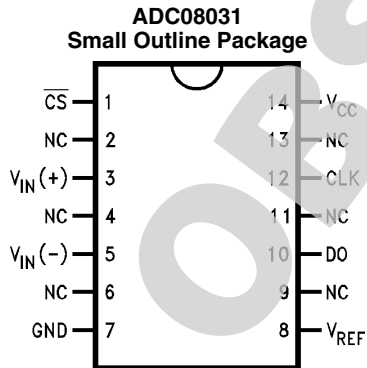 ADC08031
Small Outline Package
CS 1 14 VCC
NC 2 13 NC
VIN(+) 3 12 CLK
NC 4 11 NC
VIN(−) 5 10 DO
NC 6 9 NC
GND 7 8 VREF
OBS